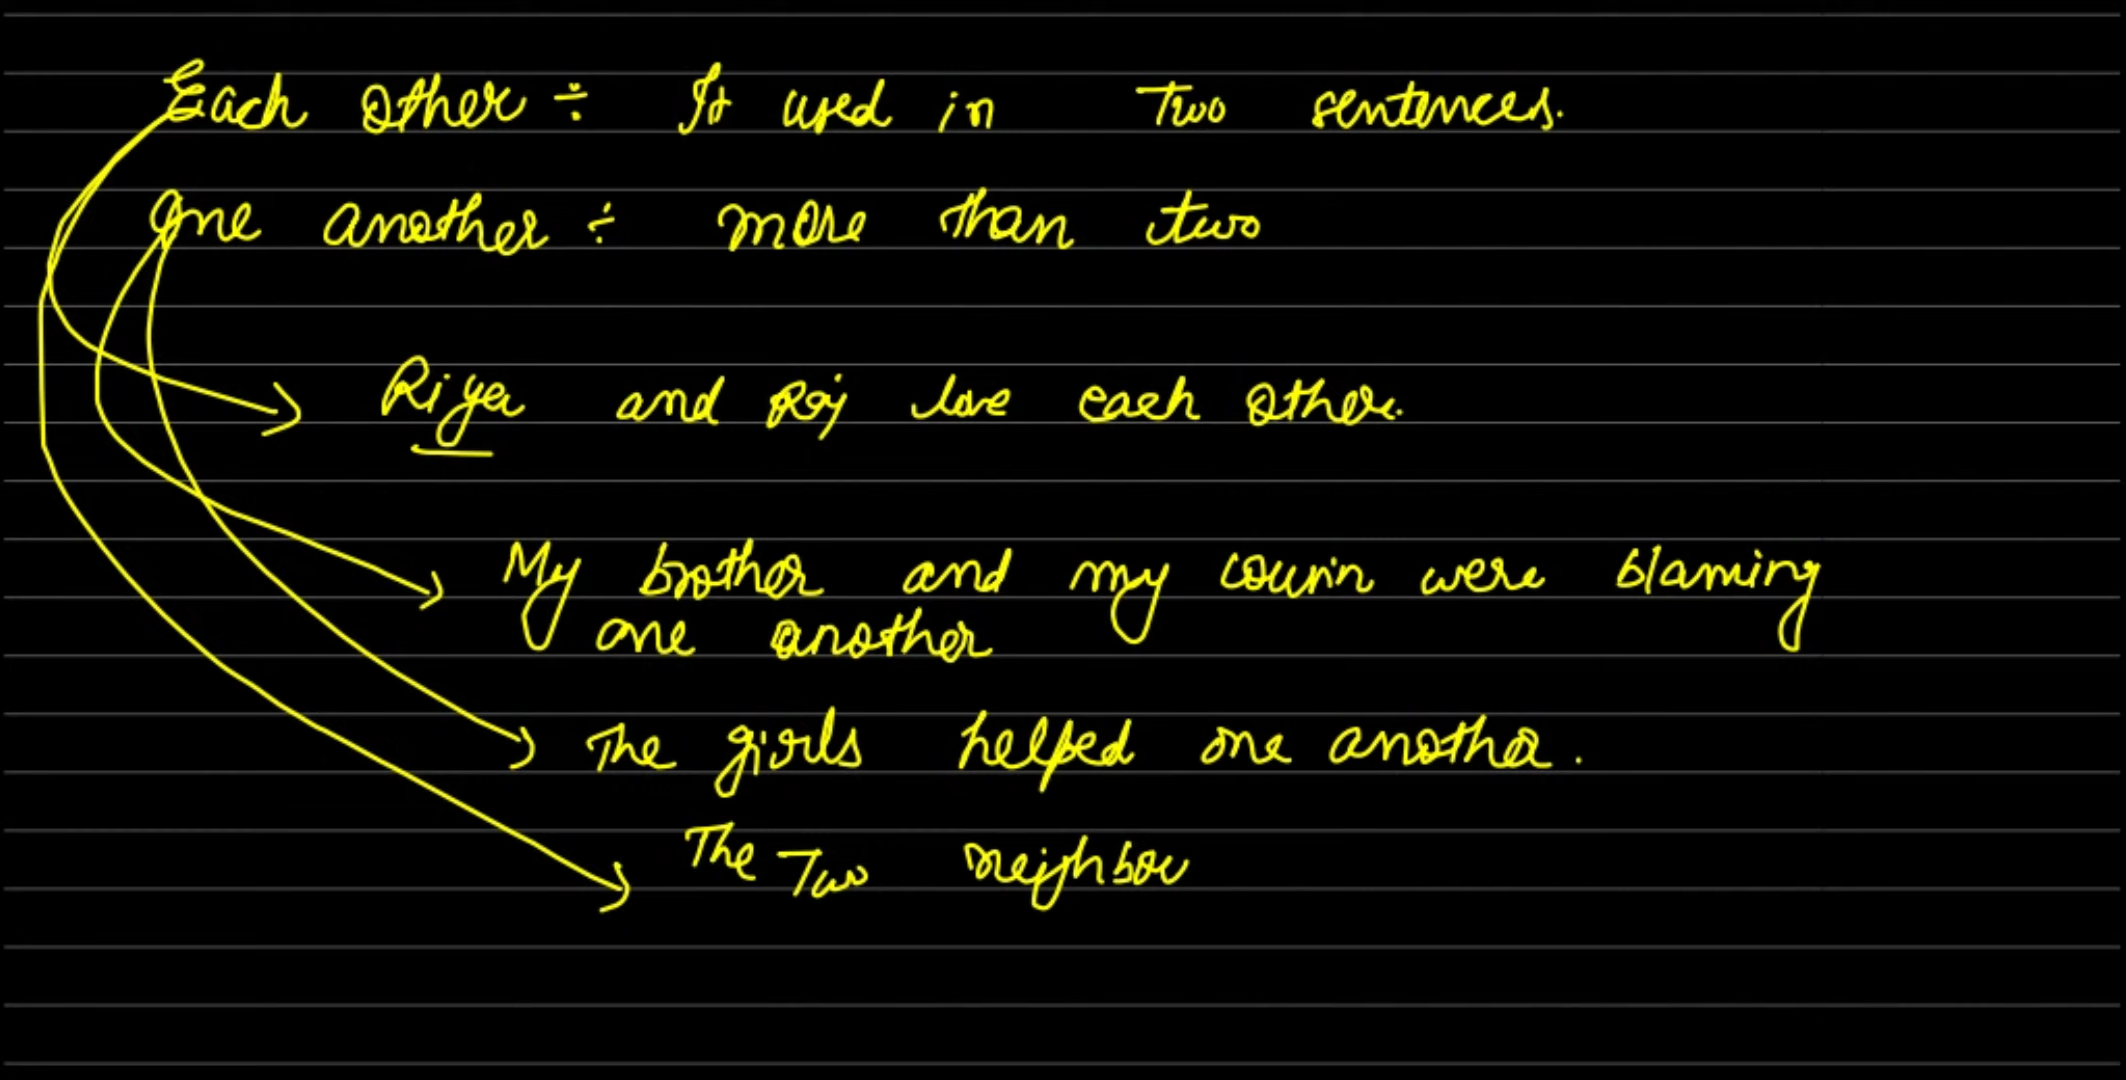 Each other ÷ It used in Two sentences.
One another ÷ more than two
Riya and Raj love each other.
My brother and my cousin were blaming
one another
The girls helped one another.
The Two neighbour